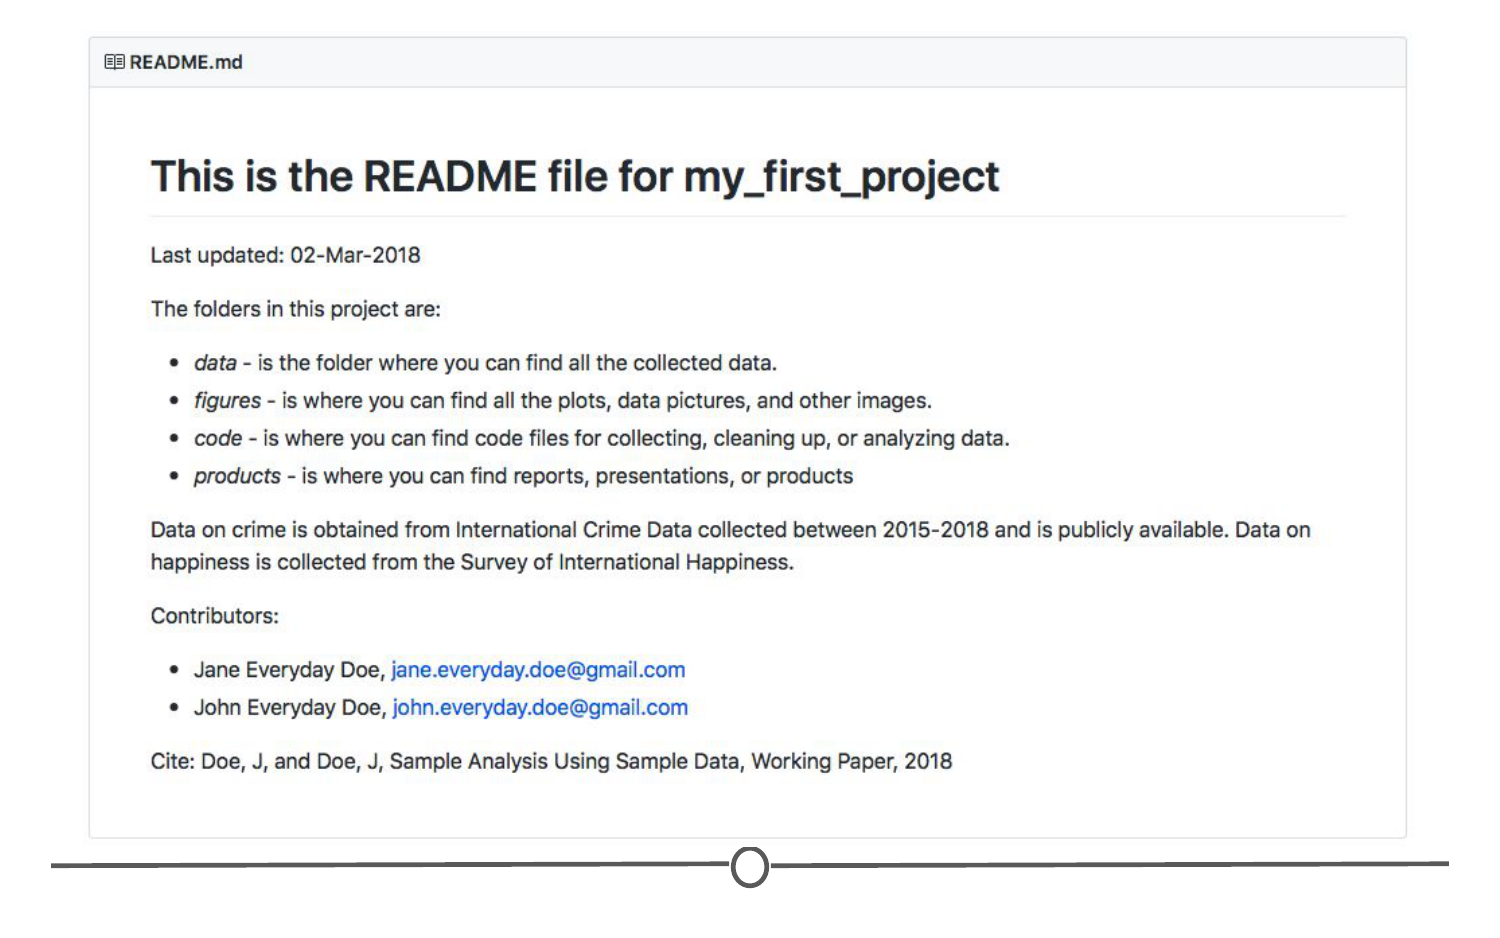 README.md
This is the README file for my_first_project
Last updated: 02-Mar-2018
The folders in this project are:
• data - is the folder where you can find all the collected data.
• figures - is where you can find all the plots, data pictures, and other images.
• code - is where you can find code files for collecting, cleaning up, or analyzing data.
• products - is where you can find reports, presentations, or products
Data on crime is obtained from International Crime Data collected between 2015-2018 and is publicly available. Data on
happiness is collected from the Survey of International Happiness.
Contributors:
• Jane Everyday Doe, jane.everyday.doe@gmail.com
• John Everyday Doe, john.everyday.doe@gmail.com
Cite: Doe, J, and Doe, J, Sample Analysis Using Sample Data, Working Paper, 2018